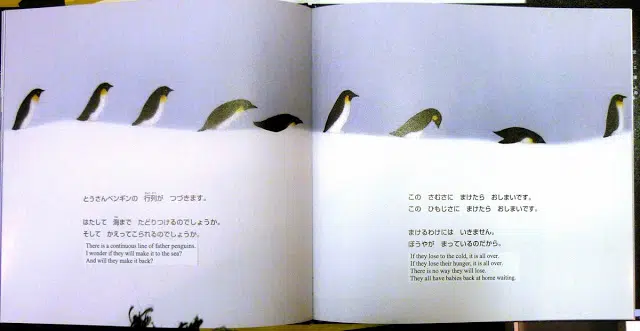 とうさんペンギンの 行列が つづきます。
はたして 海まで たどりつけるのでしょうか。
そして かえってこられるのでしょうか。
There is a continuous line of father penguins.
I wonder if they will make it to the sea?
And will they make it back?
この さむさに まけたら おしまいです。
この ひもじさに まけたら おしまいです。
まけるわけには いきません。
ぼうやが まっているのだから。
If they lose to the cold, it is all over.
If they lose their hunger, it is all over.
There is no way they will lose.
They all have babies back at home waiting.